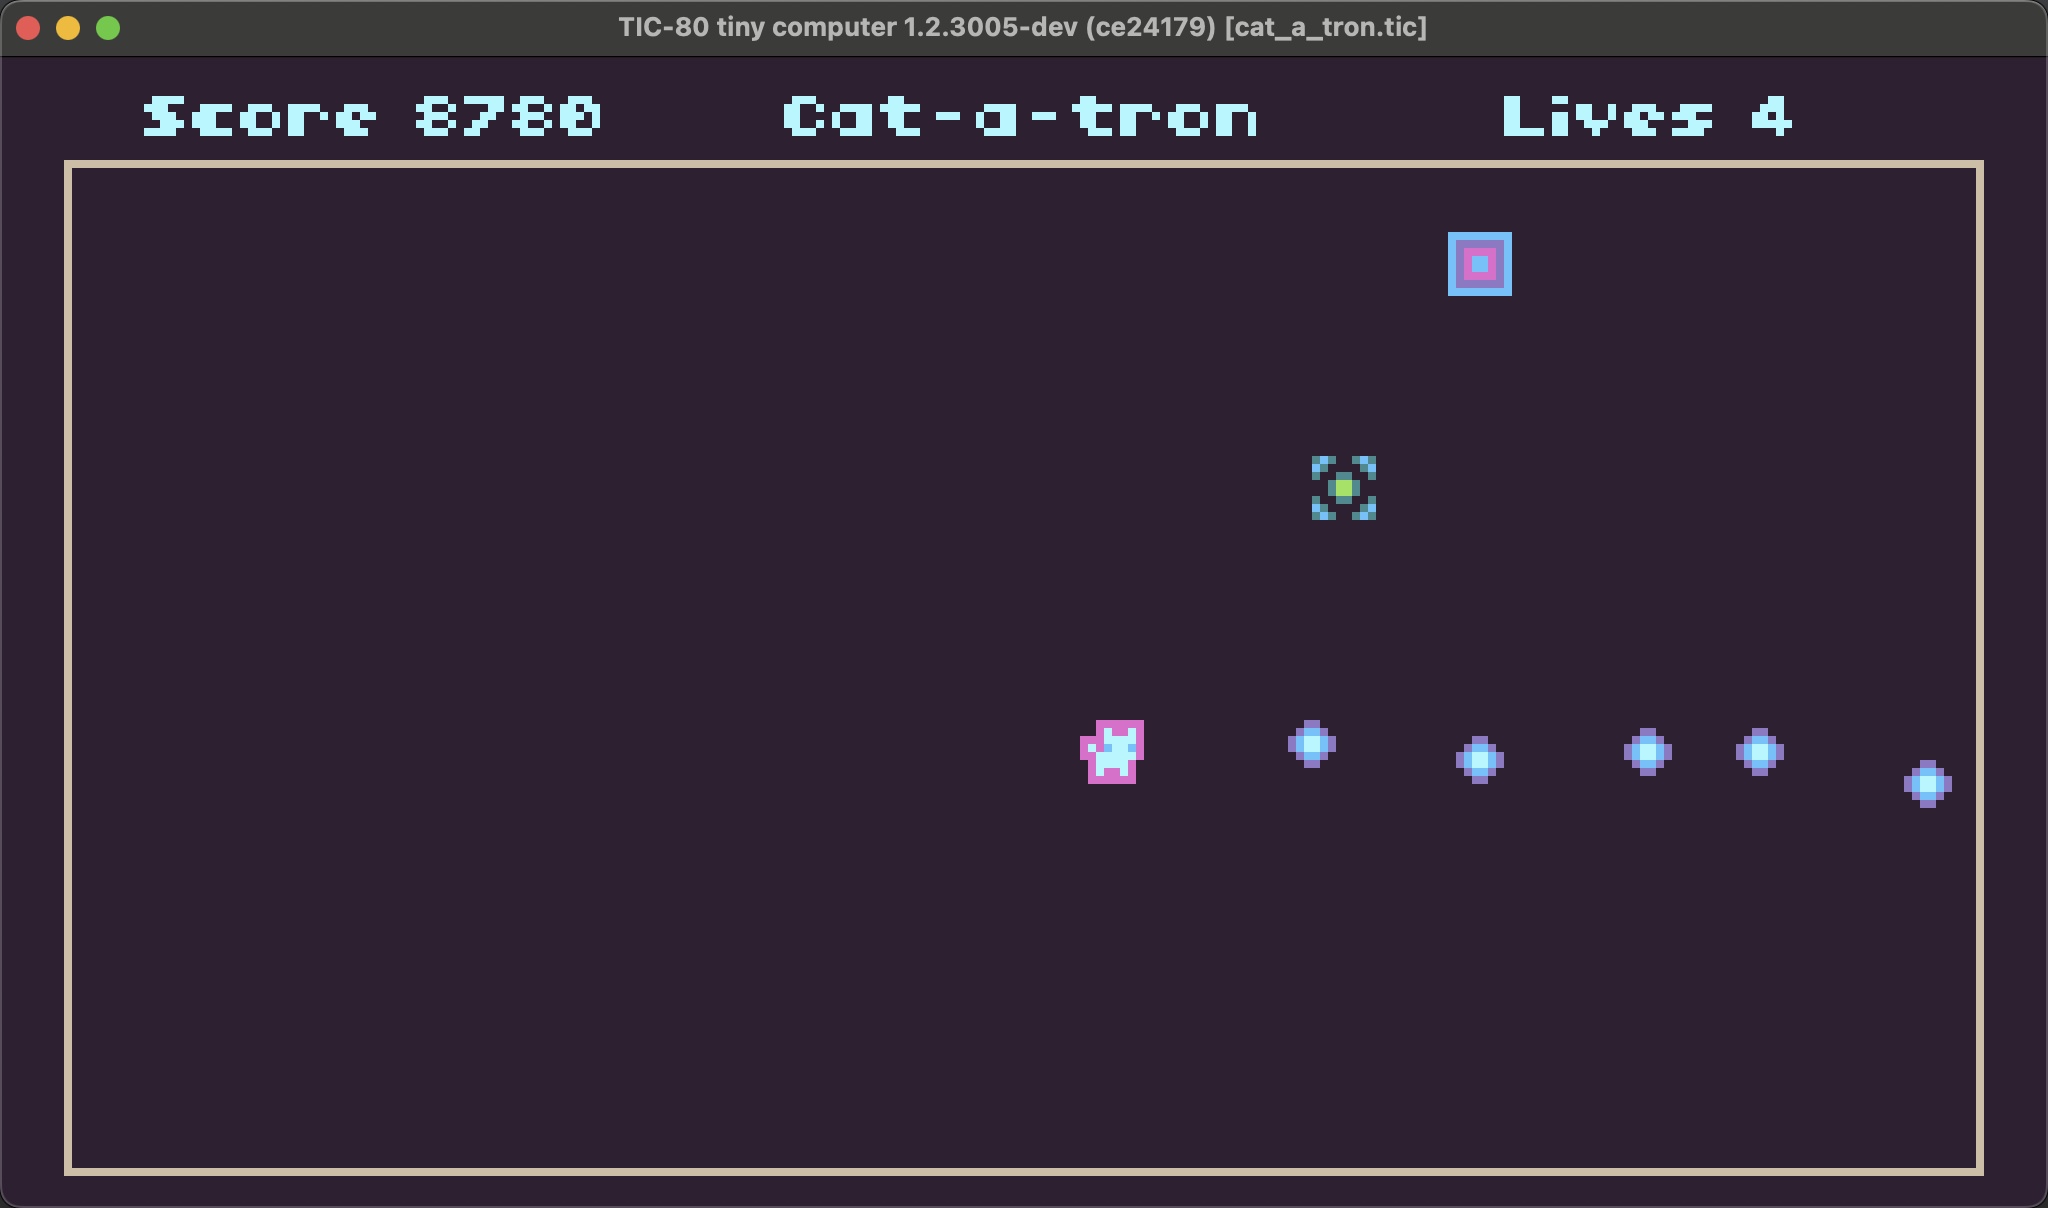 TIC-80 tiny computer 1.2.3005-dev (ce24179) [cat_a_tron.tic]
Score 8780 Cat-a-tron Lives 4